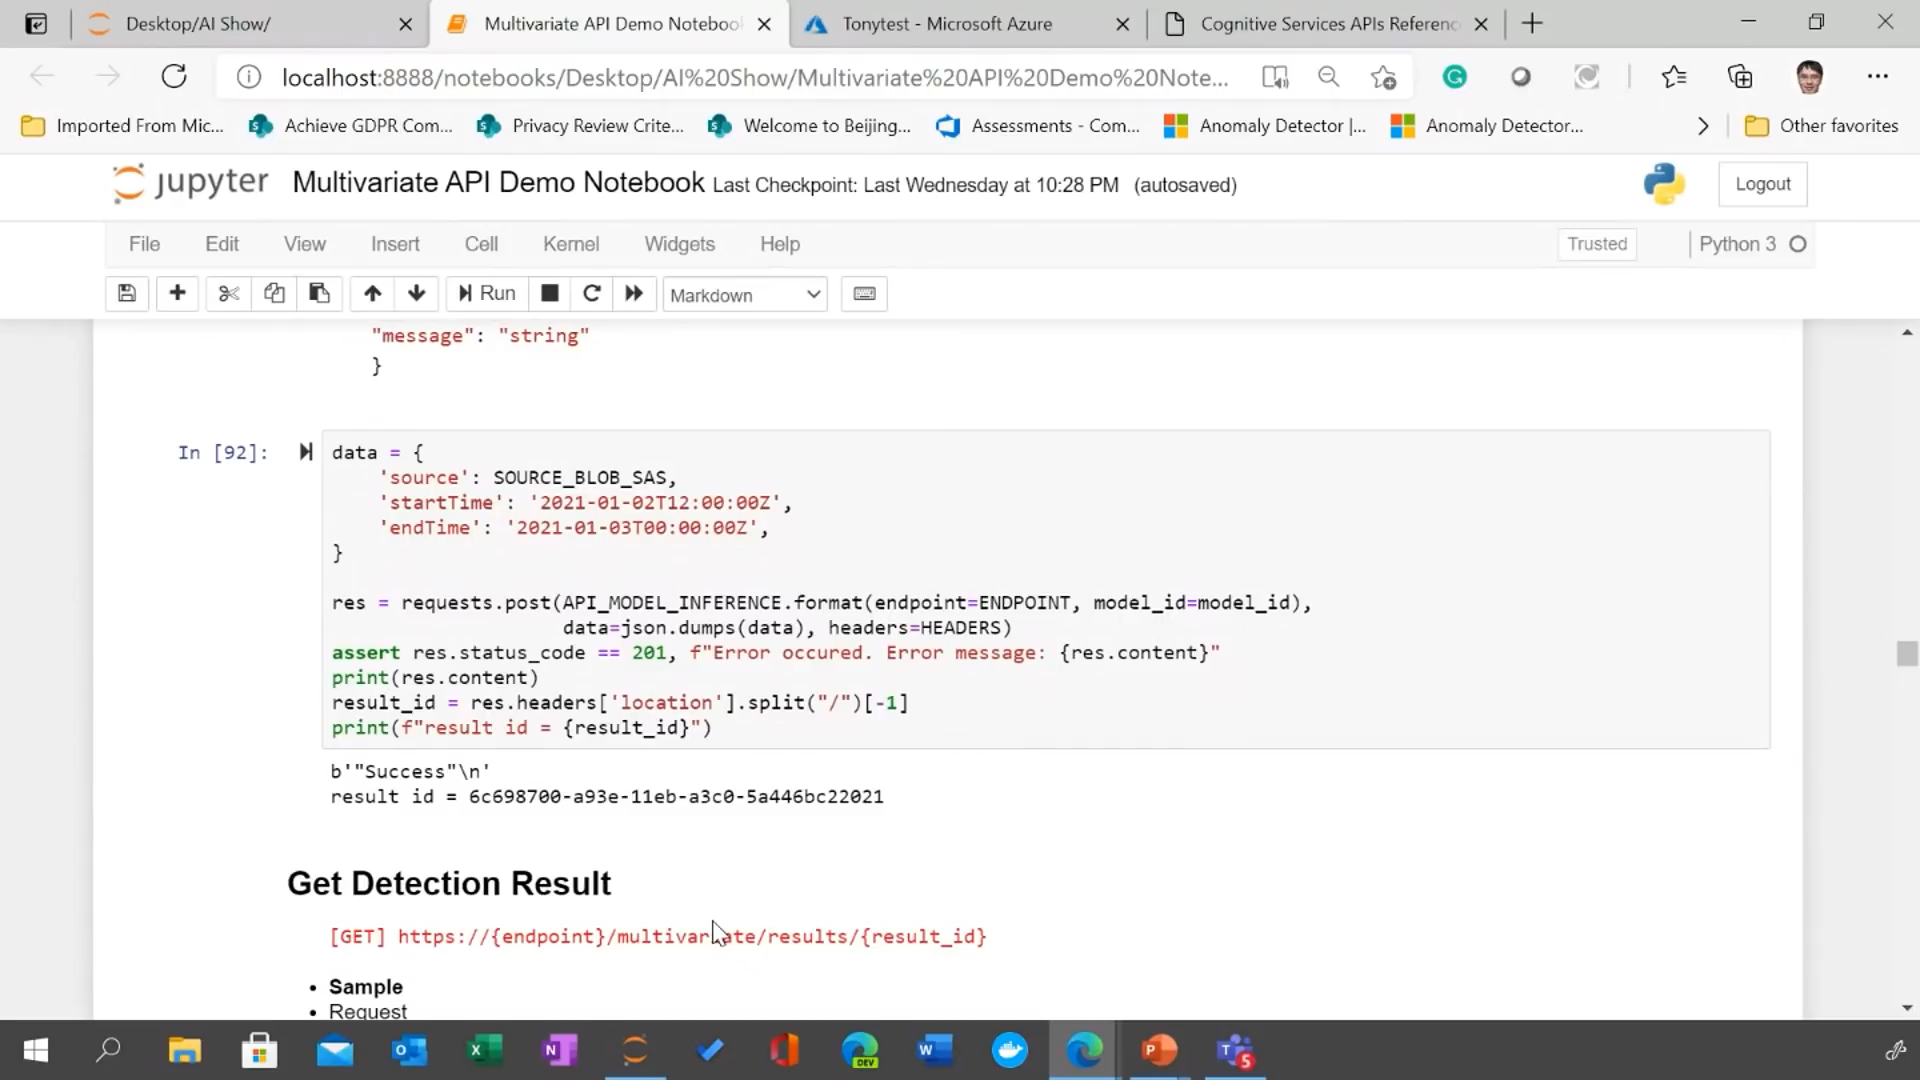 Desktop/AI Show/
Multivariate API Demo Notebook
Tonytest - Microsoft Azure
Cognitive Services APIs Referenc
localhost:8888/notebooks/Desktop/AI%20Show/Multivariate%20API%20Demo%20Note...
G
Imported From Mic...
Achieve GDPR Com...
Privacy Review Crite...
Welcome to Beijing...
Assessments - Com...
Anomaly Detector |...
Anomaly Detector...
Other favorites
jupyter Multivariate API Demo Notebook Last Checkpoint: Last Wednesday at 10:28 PM (autosaved)
Logout
File Edit View Insert Cell Kernel Widgets Help
Trusted
Python 3
Run
Markdown
"message": "string"
}
In [92]:
data = {
'source': SOURCE_BLOB_SAS,
'startTime': '2021-01-02T12:00:00Z',
'endTime': '2021-01-03T00:00:00Z',
}
res = requests.post(API_MODEL_INFERENCE.format(endpoint=ENDPOINT, model_id=model_id),
data=json.dumps(data), headers=HEADERS)
assert res.status_code == 201, f"Error occured. Error message: {res.content}"
print(res.content)
result_id = res.headers['location'].split("/")[-1]
print(f"result id = {result_id}")
b'"Success"\n'
result id = 6c698700-a93e-11eb-a3c0-5a446bc22021
Get Detection Result
[GET] https://{endpoint}/multivariate/results/{result_id}
• Sample
• Request
DEV
5